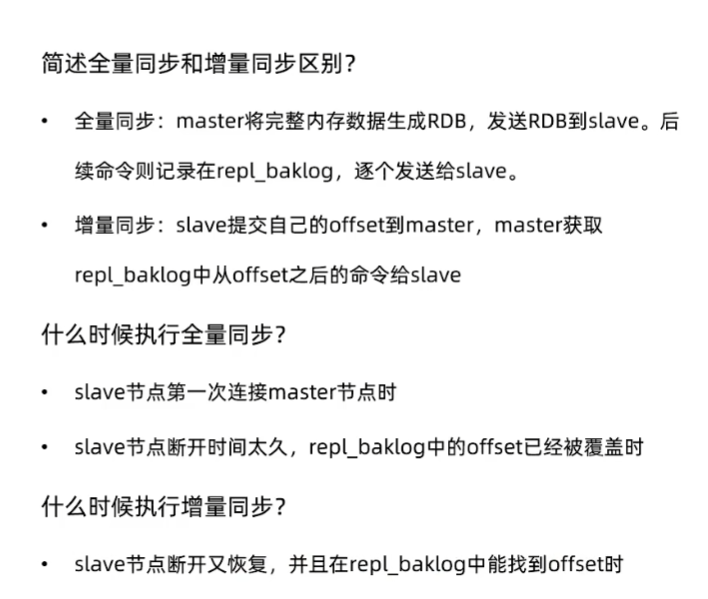 简述全量同步和增量同步区别？
• 全量同步：master将完整内存数据生成RDB，发送RDB到slave。后
续命令则记录在repl_baklog，逐个发送给slave。
• 增量同步：slave提交自己的offset到master，master获取
repl_baklog中从offset之后的命令给slave
什么时候执行全量同步？
• slave节点第一次连接master节点时
• slave节点断开时间太久，repl_baklog中的offset已经被覆盖时
什么时候执行增量同步？
• slave节点断开又恢复，并且在repl_baklog中能找到offset时